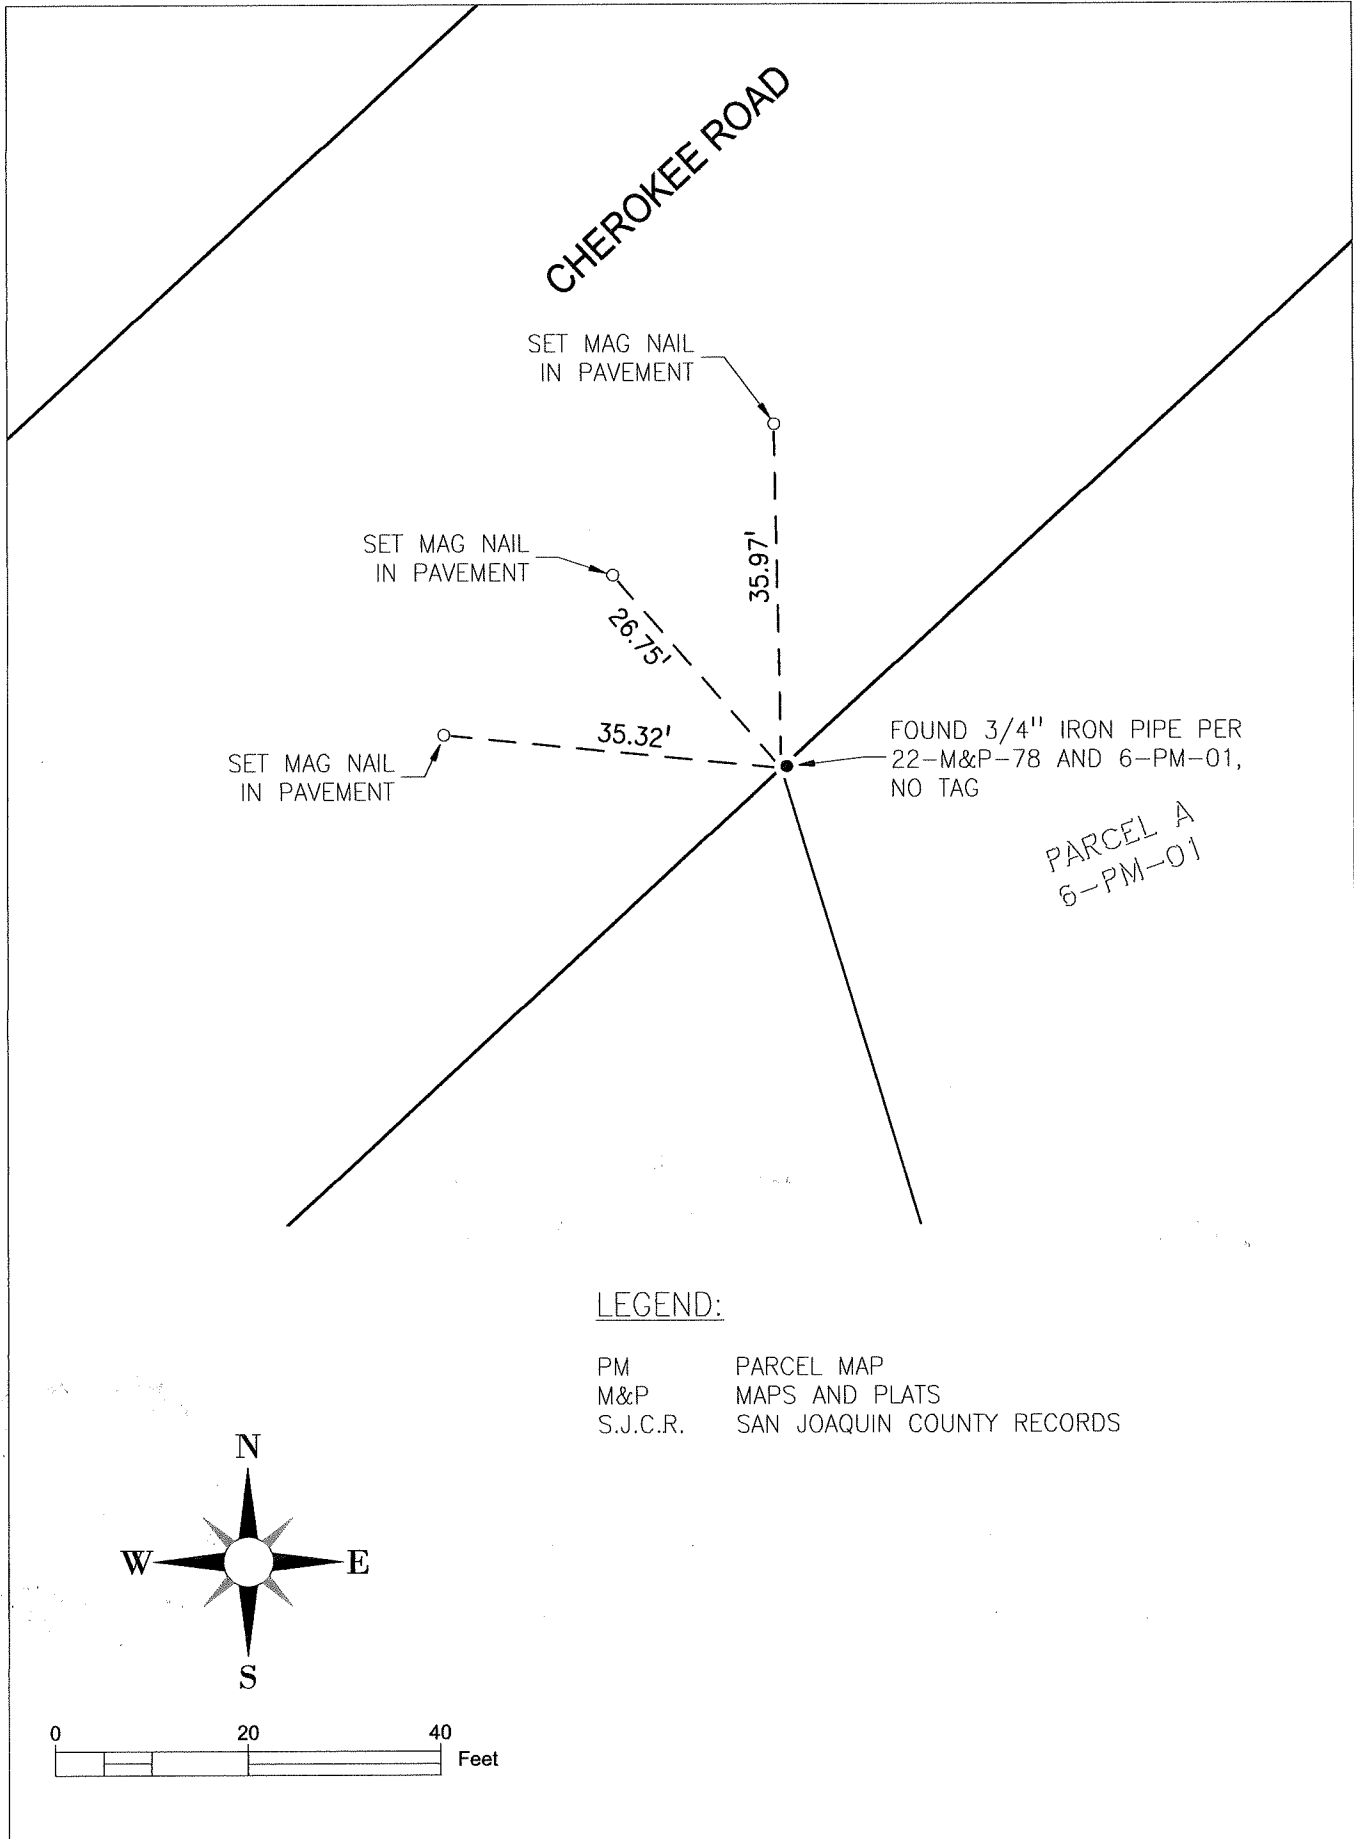 CHEROKEE ROAD
SET MAG NAIL
IN PAVEMENT
35.97'
SET MAG NAIL
IN PAVEMENT
26.75'
35.32'
SET MAG NAIL
IN PAVEMENT
FOUND 3/4" IRON PIPE PER
22-M&P-78 AND 6-PM-01,
NO TAG
PARCEL A
6-PM-01
LEGEND:
PM PARCEL MAP
M&P MAPS AND PLATS
S.J.C.R. SAN JOAQUIN COUNTY RECORDS
N
W E
S
0 20 40
Feet